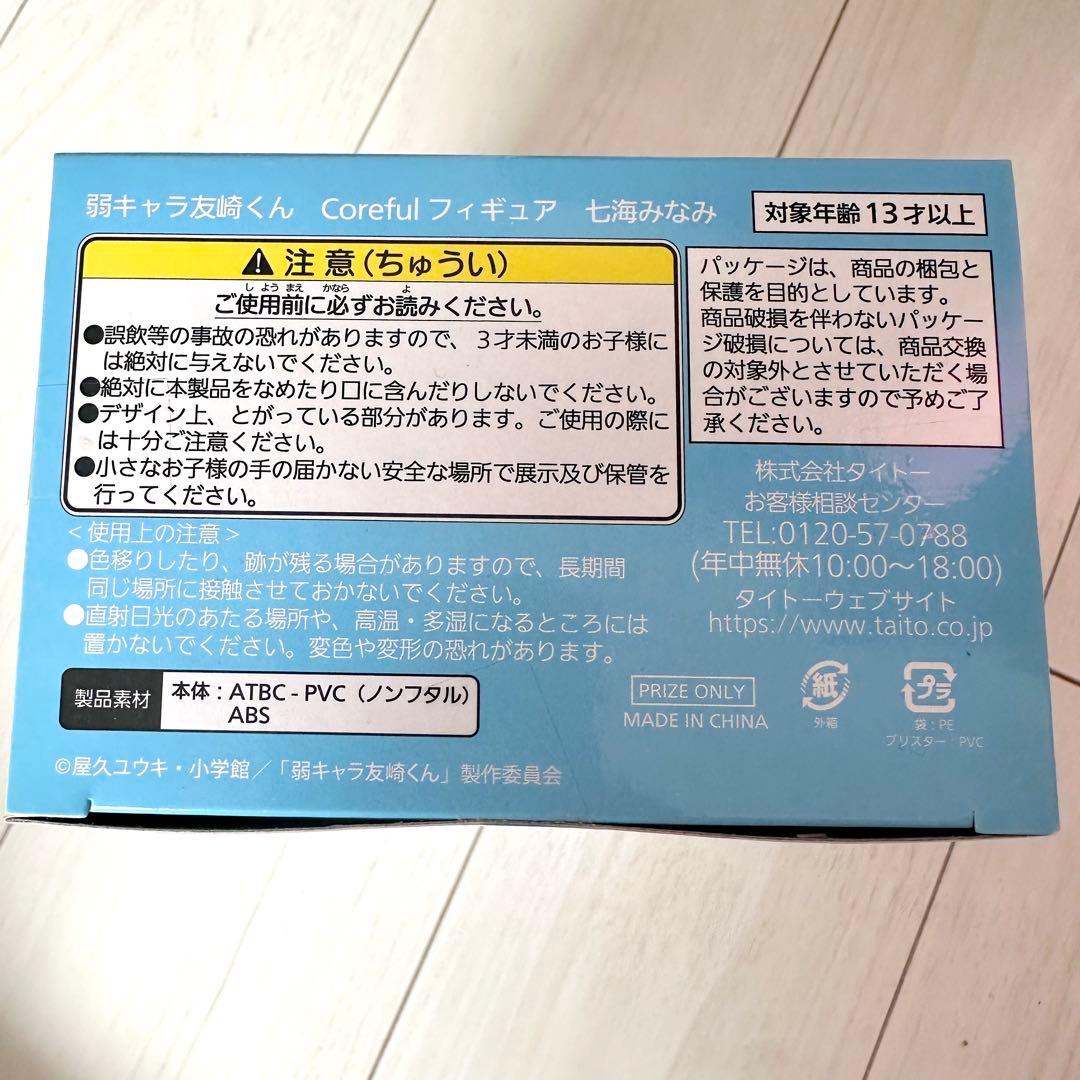 弱キャラ友崎くん Coreful フィギュア 七海みなみ
対象年齢13才以上
注意(ちゅうい)
しようまえ かなら よ
ご使用前に必ずお読みください。
●誤飲等の事故の恐れがありますので、3才未満のお子様に
は絶対に与えないでください。
●絶対に本製品をなめたり口に含んだりしないでください。
●デザイン上、とがっている部分があります。ご使用の際に
は十分ご注意ください。
●小さなお子様の手の届かない安全な場所で展示及び保管を
行ってください。
パッケージは、商品の梱包と
保護を目的としています。
商品破損を伴わないパッケー
ジ破損については、商品交換
の対象外とさせていただく場
合がございますので予めご了
承ください。
<使用上の注意>
●色移りしたり、跡が残る場合がありますので、長期間
同じ場所に接触させておかないでください。
●直射日光のあたる場所や、高温・多湿になるところには
置かないでください。変色や変形の恐れがあります。
株式会社タイトー
お客様相談センター
TEL:0120-57-0788
(年中無休10:00〜18:00)
タイトーウェブサイト
https://www.taito.co.jp
製品素材
本体:ATBC-PVC(ノンフタル)
ABS
PRIZE ONLY
MADE IN CHINA
紙
外箱
プラ
袋:PE
ブリスター:PVC
©屋久ユウキ・小学館/「弱キャラ友崎くん」製作委員会